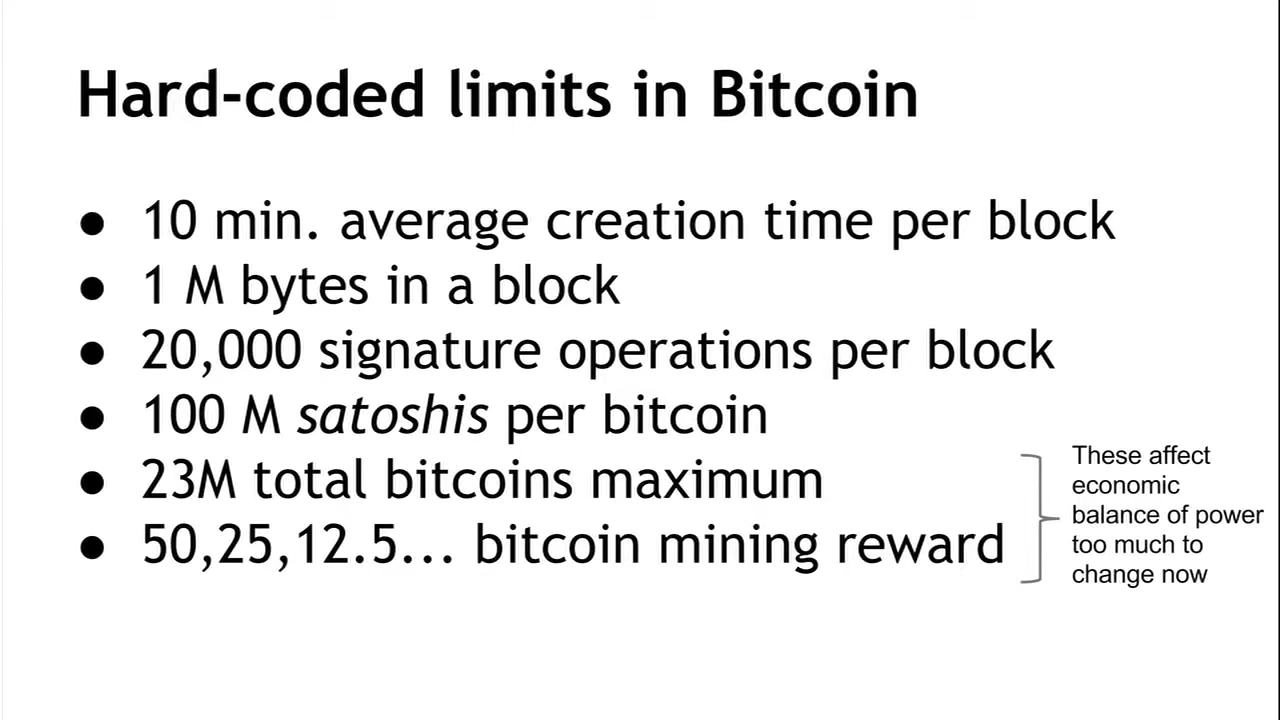 Hard-coded limits in Bitcoin
● 10 min. average creation time per block
● 1 M bytes in a block
● 20,000 signature operations per block
● 100 M satoshis per bitcoin
● 23M total bitcoins maximum
● 50,25,12.5... bitcoin mining reward
These affect
economic
balance of power
too much to
change now